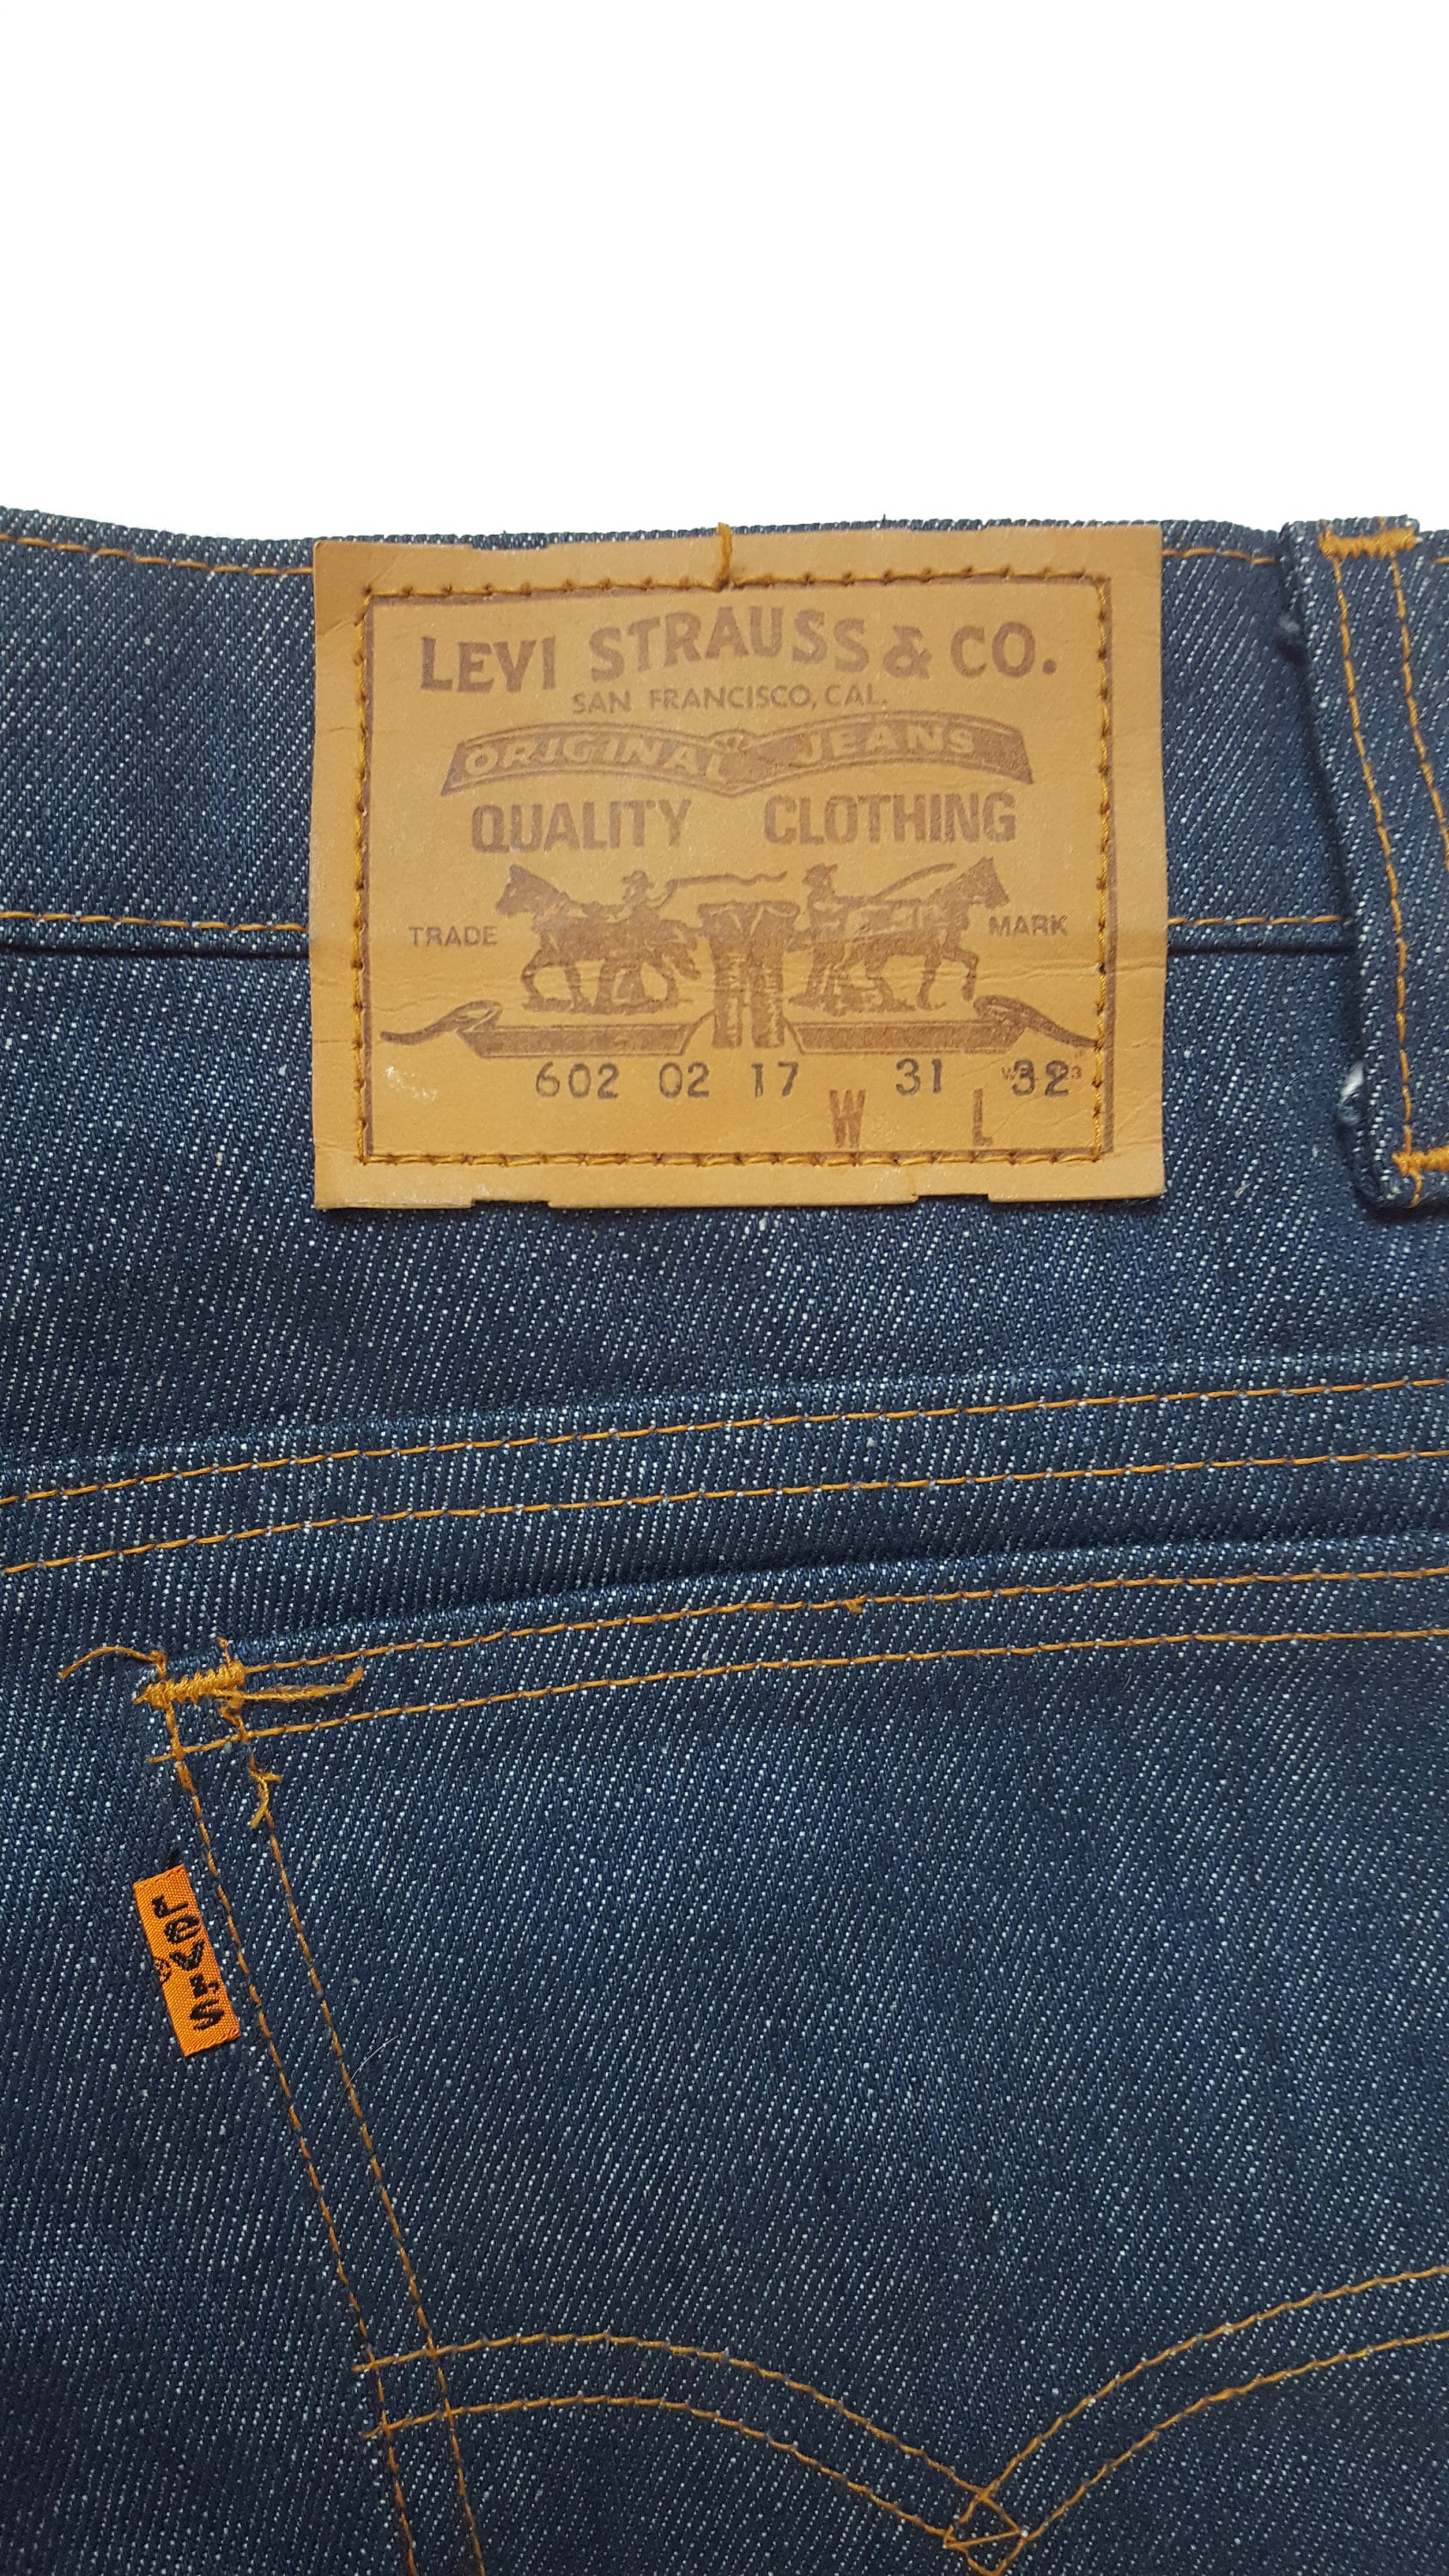 LEVI STRAUSS & CO.
SAN FRANCISCO, CAL.
ORIGINAL JEANS
QUALITY CLOTHING
TRADE MARK
602 02 17 31 32
W L
LEVI'S
®